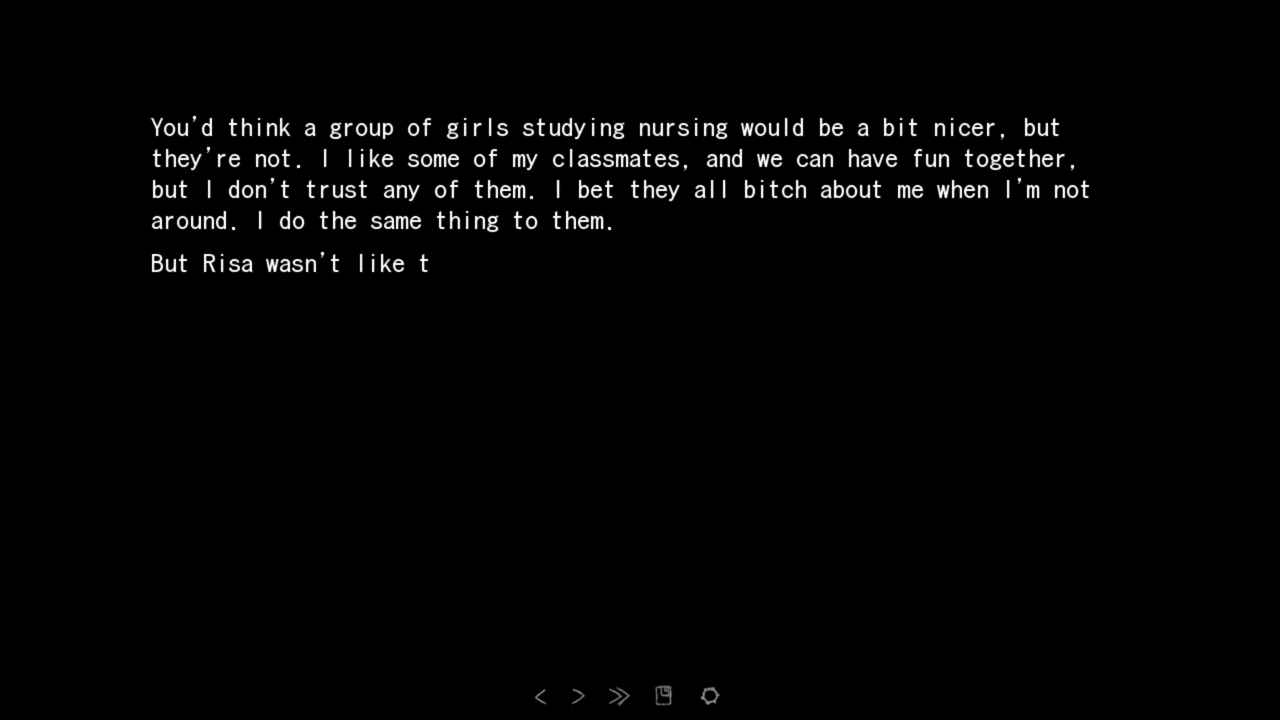 You'd think a group of girls studying nursing would be a bit nicer, but
they're not. I like some of my classmates, and we can have fun together,
but I don't trust any of them. I bet they all bitch about me when I'm not
around. I do the same thing to them.
But Risa wasn't like t